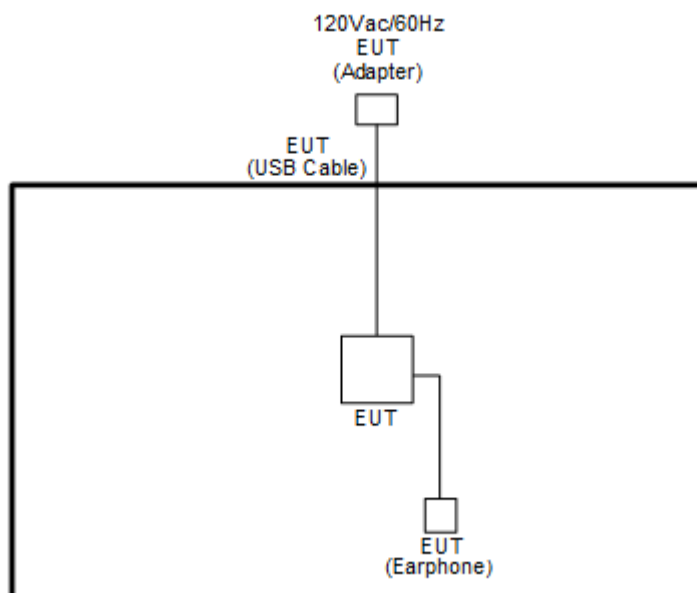 120Vac/60Hz
EUT
(Adapter)
EUT
(USB Cable)
EUT
EUT
(Earphone)